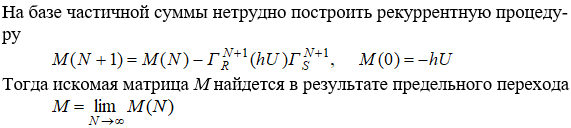 На базе частичной суммы нетрудно построить рекуррентную процеду-
ру
M(N + 1) = M(N) − Γ_R^{N+1}(hU)Γ_S^{N+1}, M(0) = −hU
Тогда искомая матрица M найдется в результате предельного перехода
M = lim_{N→∞} M(N)